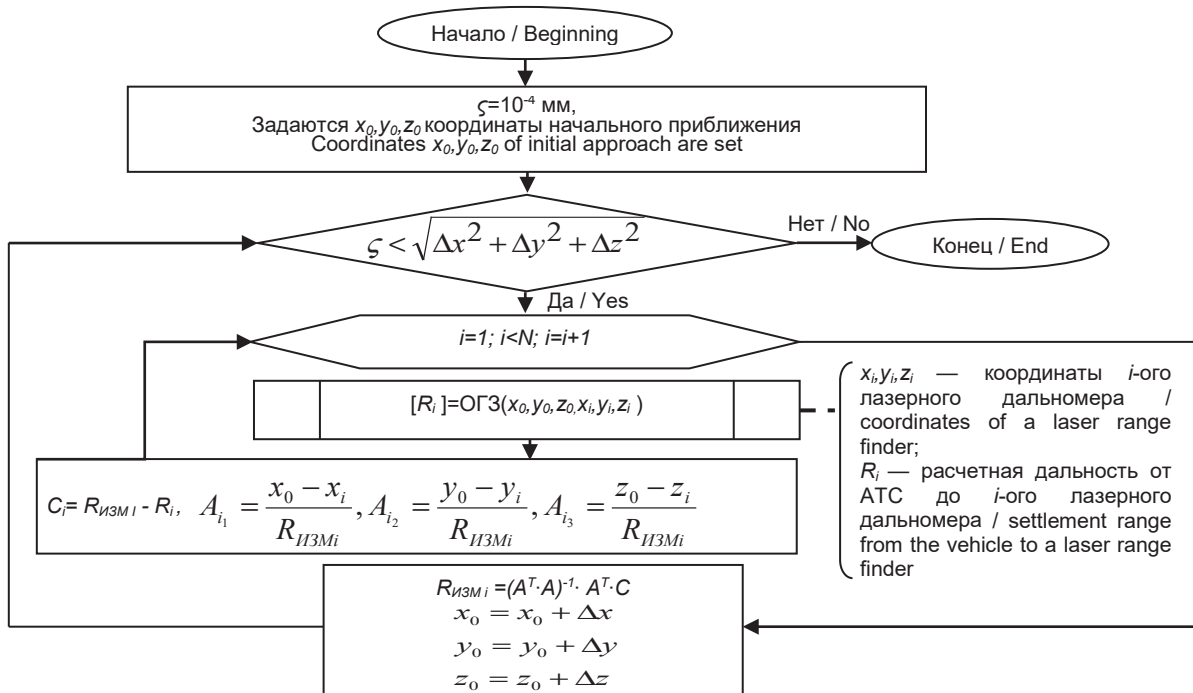 Начало / Beginning
ς=10⁻⁴ мм,
Задаются x₀,y₀,z₀ координаты начального приближения
Coordinates x₀,y₀,z₀ of initial approach are set
ς < √(Δx² + Δy² + Δz²)
Нет / No
Конец / End
Да / Yes
i=1; i<N; i=i+1
[Rᵢ ]=ОГЗ(x₀,y₀,z₀,xᵢ,yᵢ,zᵢ )
xᵢ,yᵢ,zᵢ — координаты i-ого
лазерного дальномера /
coordinates of a laser range
finder;
Rᵢ — расчетная дальность от
АТС до i-ого лазерного
дальномера / settlement range
from the vehicle to a laser range
finder
Cᵢ= R_ИЗМ i - Rᵢ, A_i₁ = (x₀ − xᵢ)/R_ИЗМi, A_i₂ = (y₀ − yᵢ)/R_ИЗМi, A_i₃ = (z₀ − zᵢ)/R_ИЗМi
R_ИЗМ i =(Aᵀ·A)⁻¹· Aᵀ·C
x₀ = x₀ + Δx
y₀ = y₀ + Δy
z₀ = z₀ + Δz